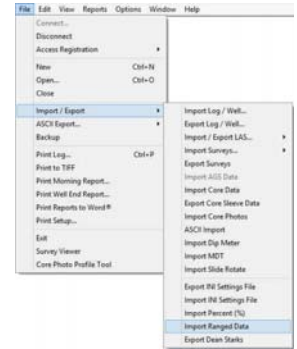 File Edit View Reports Options Window Help
Connect...
Disconnect
Access Registration
New Ctrl+N
Open... Ctrl+O
Close
Import / Export
ASCII Export...
Backup
Print Log... Ctrl+P
Print to TIFF
Print Morning Report...
Print Well End Report...
Print Reports to Word®
Print Setup...
Exit
Survey Viewer
Core Photo Profile Tool
Import Log / Well...
Export Log / Well...
Import / Export LAS...
Import Surveys...
Export Surveys
Import AGS Data
Import Core Data
Export Core Sleeve Data
Import Core Photos
ASCII Import
Import Dip Meter
Import MDT
Import Slide Rotate
Export INI Settings File
Import INI Settings File
Import Percent (%)
Import Ranged Data
Export Dean Starks